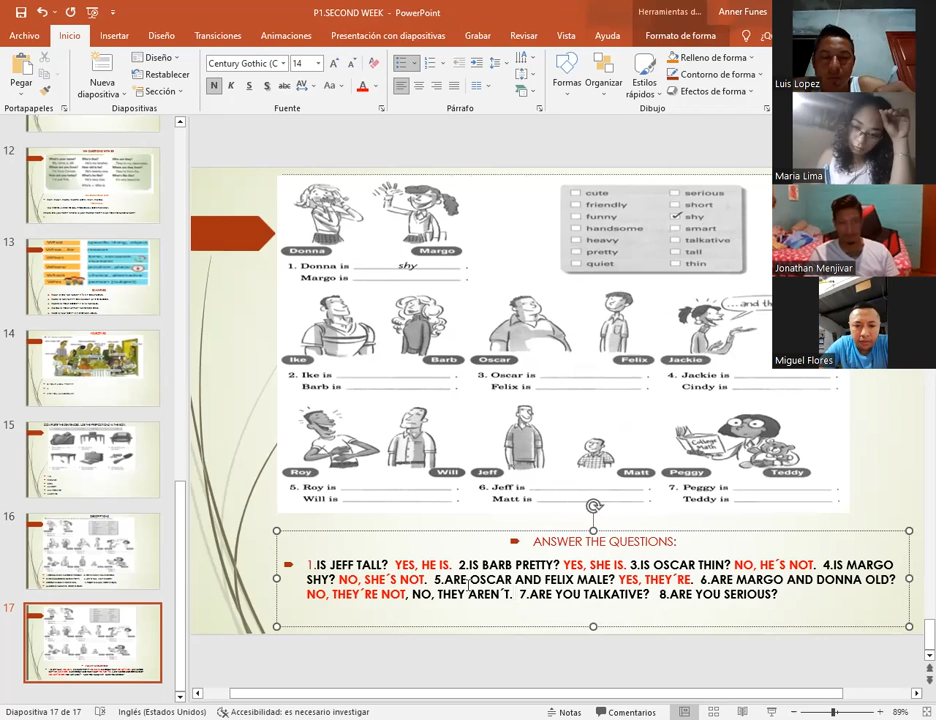 P1.SECOND WEEK - PowerPoint
Herramientas d...
Anner Funes
Archivo
Inicio
Insertar
Diseño
Transiciones
Animaciones
Presentación con diapositivas
Grabar
Revisar
Vista
Ayuda
Formato de forma
Pegar
Nueva
diapositiva
Diseño
Restablecer
Sección
Century Gothic (C
14
N K S abc AV Aa A
Formas
Organizar
Estilos
rápidos
Relleno de forma
Contorno de forma
Efectos de forma
Portapapeles
Diapositivas
Fuente
Párrafo
Dibujo
Luis Lopez
Maria Lima
Jonathan Menjivar
Miguel Flores
12
13
14
15
16
17
cute
friendly
funny
handsome
heavy
pretty
quiet
serious
short
shy
smart
talkative
tall
thin
Donna
Margo
1. Donna is shy .
Margo is .
...and th
Ike
Barb
Oscar
Felix
Jackie
2. Ike is .
Barb is .
3. Oscar is .
Felix is .
4. Jackie is .
Cindy is .
College
Math
Roy
Will
Jeff
Matt
Peggy
Teddy
5. Roy is .
Will is .
6. Jeff is .
Matt is .
7. Peggy is .
Teddy is .
ANSWER THE QUESTIONS:
1.IS JEFF TALL? YES, HE IS. 2.IS BARB PRETTY? YES, SHE IS. 3.IS OSCAR THIN? NO, HE´S NOT. 4.IS MARGO
SHY? NO, SHE´S NOT. 5.ARE OSCAR AND FELIX MALE? YES, THEY´RE. 6.ARE MARGO AND DONNA OLD?
NO, THEY´RE NOT, NO, THEY AREN´T. 7.ARE YOU TALKATIVE? 8.ARE YOU SERIOUS?
Diapositiva 17 de 17
Inglés (Estados Unidos)
Accesibilidad: es necesario investigar
Notas
Comentarios
89%